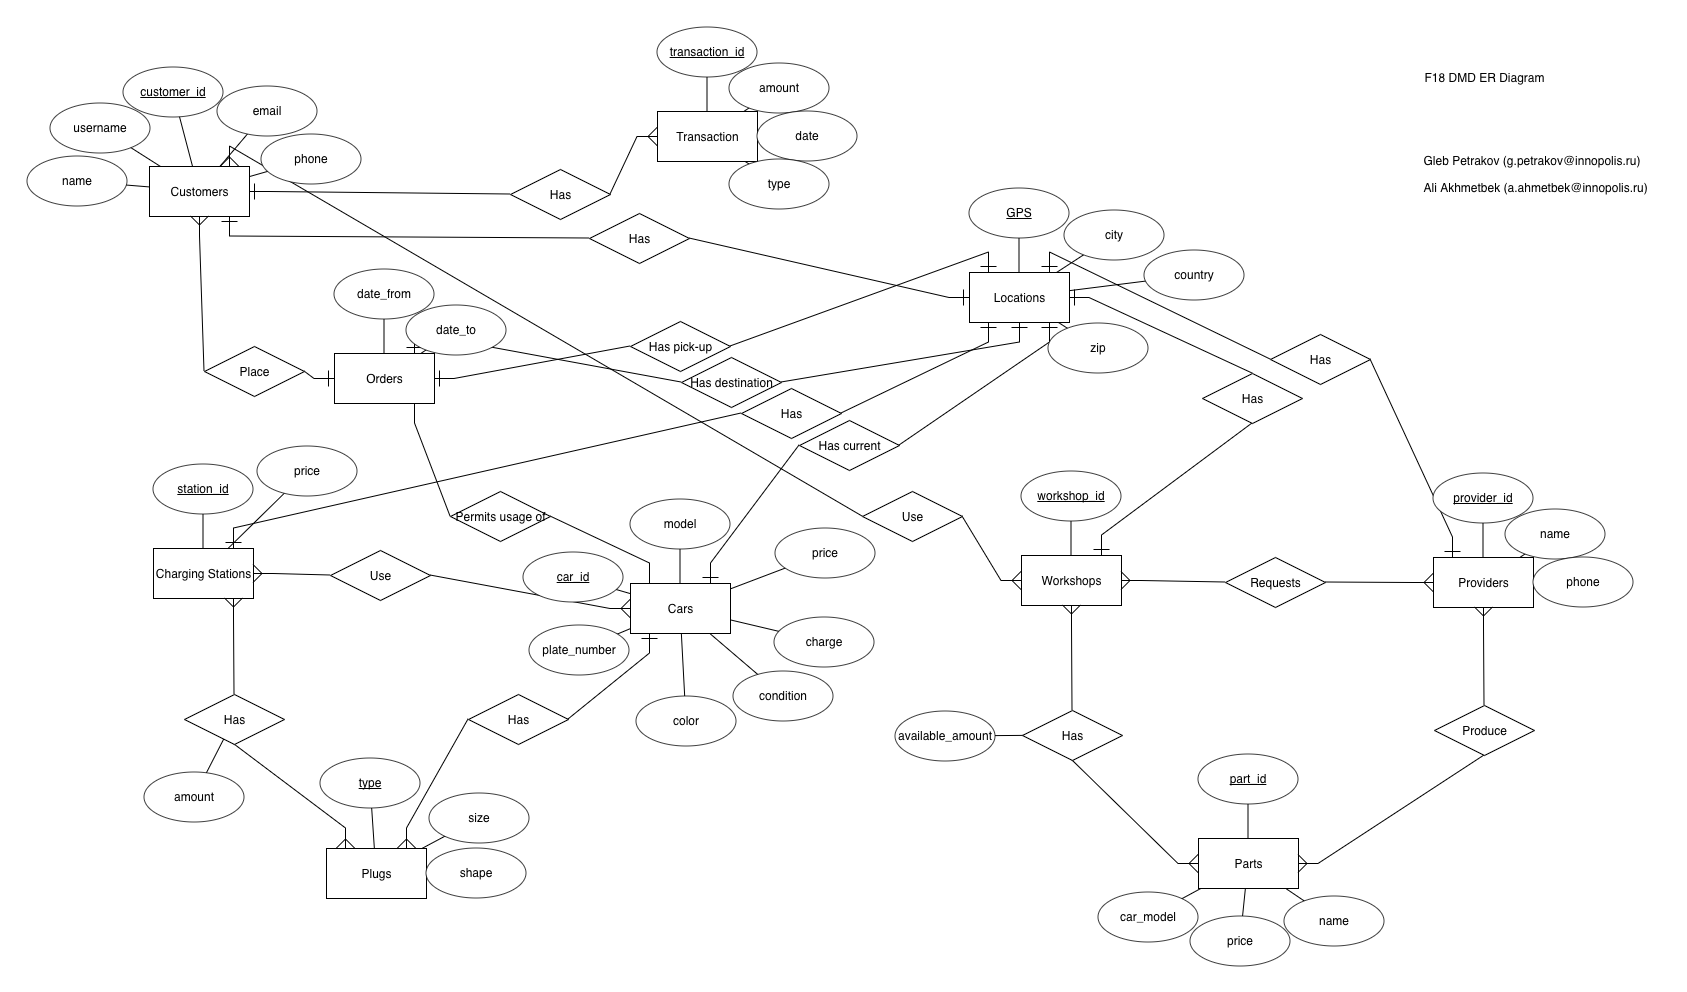 transaction_id
F18 DMD ER Diagram
amount
customer_id
email
username
date
Transaction
phone
Gleb Petrakov (g.petrakov@innopolis.ru)
name
Customers
type
Ali Akhmetbek (a.ahmetbek@innopolis.ru)
Has
GPS
city
Has
country
date_from
Locations
date_to
Has pick-up
zip
Has
Place
Orders
Has destination
Has
Has
Has current
price
station_id
workshop_id
provider_id
Permits usage of
Use
model
name
price
Charging Stations
Use
car_id
Workshops
Requests
Providers
phone
Cars
plate_number
charge
condition
Has
Has
color
available_amount
Has
Produce
type
part_id
amount
size
Plugs
shape
Parts
car_model
name
price